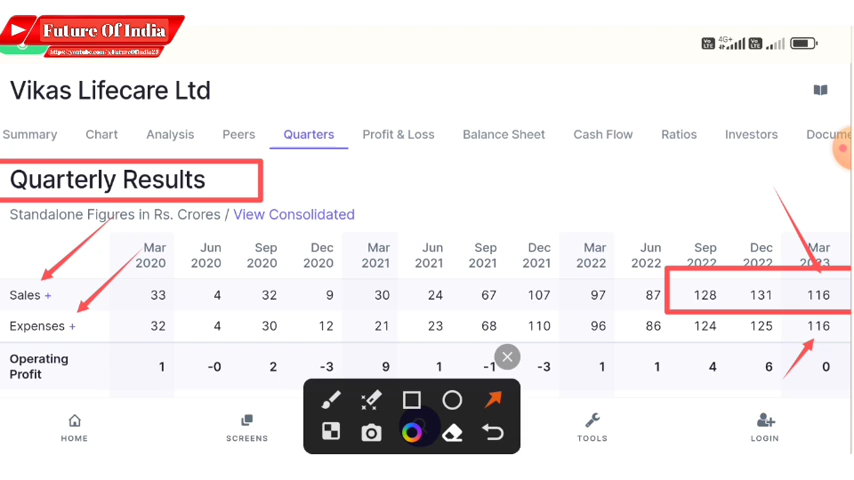 Future Of India
Vikas Lifecare Ltd
Summary Chart Analysis Peers Quarters Profit & Loss Balance Sheet Cash Flow Ratios Investors Docume
Quarterly Results
Standalone Figures in Rs. Crores / View Consolidated
Mar 2020 Jun 2020 Sep 2020 Dec 2020 Mar 2021 Jun 2021 Sep 2021 Dec 2021 Mar 2022 Jun 2022 Sep 2022 Dec 2022 Mar 2023
Sales + 33 4 32 9 30 24 67 107 97 87 128 131 116
Expenses + 32 4 30 12 21 23 68 110 96 86 124 125 116
Operating Profit 1 -0 2 -3 9 1 -1 -3 1 1 4 6 0
HOME SCREENS TOOLS LOGIN